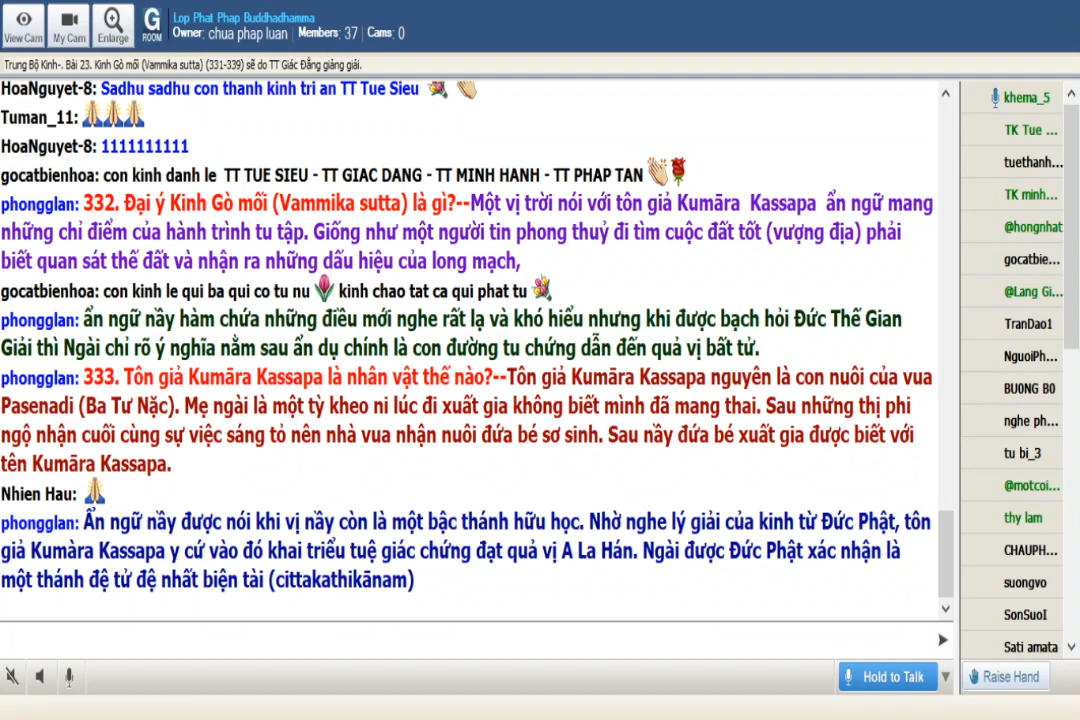 View Cam
My Cam
Enlarge
G
ROOM
Lop Phat Phap Buddhadhamma
Owner: chua phap luan | Members: 37 | Cams: 0
Trung Bộ Kinh-. Bài 23. Kinh Gò mối (Vammika sutta) (331-339) sẽ do TT Giác Đẳng giảng giải.
HoaNguyet-8: Sadhu sadhu con thanh kinh tri an TT Tue Sieu
Tuman_11:
HoaNguyet-8: 1111111111
gocatbienhoa: con kinh danh le TT TUE SIEU - TT GIAC DANG - TT MINH HANH - TT PHAP TAN
phongglan: 332. Đại ý Kinh Gò mối (Vammika sutta) là gì?--Một vị trời nói với tôn giả Kumāra Kassapa ẩn ngữ mang
những chỉ điểm của hành trình tu tập. Giống như một người tin phong thuỷ đi tìm cuộc đất tốt (vượng địa) phải
biết quan sát thế đất và nhận ra những dấu hiệu của long mạch,
gocatbienhoa: con kinh le qui ba qui co tu nu kinh chao tat ca qui phat tu
phongglan: ẩn ngữ nầy hàm chứa những điều mới nghe rất lạ và khó hiểu nhưng khi được bạch hỏi Đức Thế Gian
Giải thì Ngài chỉ rõ ý nghĩa nằm sau ẩn dụ chính là con đường tu chứng dẫn đến quả vị bất tử.
phongglan: 333. Tôn giả Kumāra Kassapa là nhân vật thế nào?--Tôn giả Kumāra Kassapa nguyên là con nuôi của vua
Pasenadi (Ba Tư Nặc). Mẹ ngài là một tỳ kheo ni lúc đi xuất gia không biết mình đã mang thai. Sau những thị phi
ngộ nhận cuối cùng sự việc sáng tỏ nên nhà vua nhận nuôi đứa bé sơ sinh. Sau nầy đứa bé xuất gia được biết với
tên Kumāra Kassapa.
Nhien Hau:
phongglan: Ẩn ngữ nầy được nói khi vị nầy còn là một bậc thánh hữu học. Nhờ nghe lý giải của kinh từ Đức Phật, tôn
giả Kumàra Kassapa y cứ vào đó khai triểu tuệ giác chứng đạt quả vị A La Hán. Ngài được Đức Phật xác nhận là
một thánh đệ tử đệ nhất biện tài (cittakathikānam)
khema_5
TK Tue ...
tuethanh...
TK minh...
@hongnhat
gocatbie...
@Lang Gi...
TranDao1
NguoiPh...
BUONG BO
nghe ph...
tu bi_3
@motcoi...
thy lam
CHAUPH...
suongvo
SonSuoI
Sati amata
Hold to Talk
Raise Hand